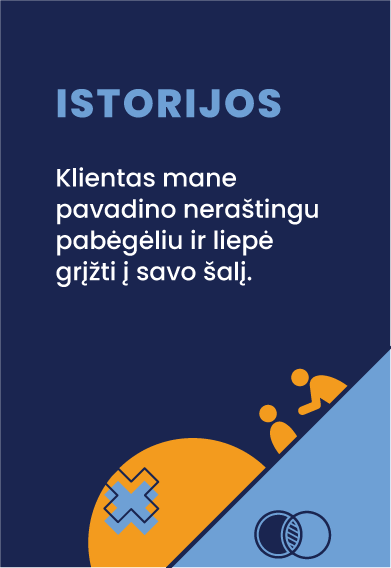 ISTORIJOS
Klientas mane
pavadino neraštingu
pabėgėliu ir liepė
grįžti į savo šalį.